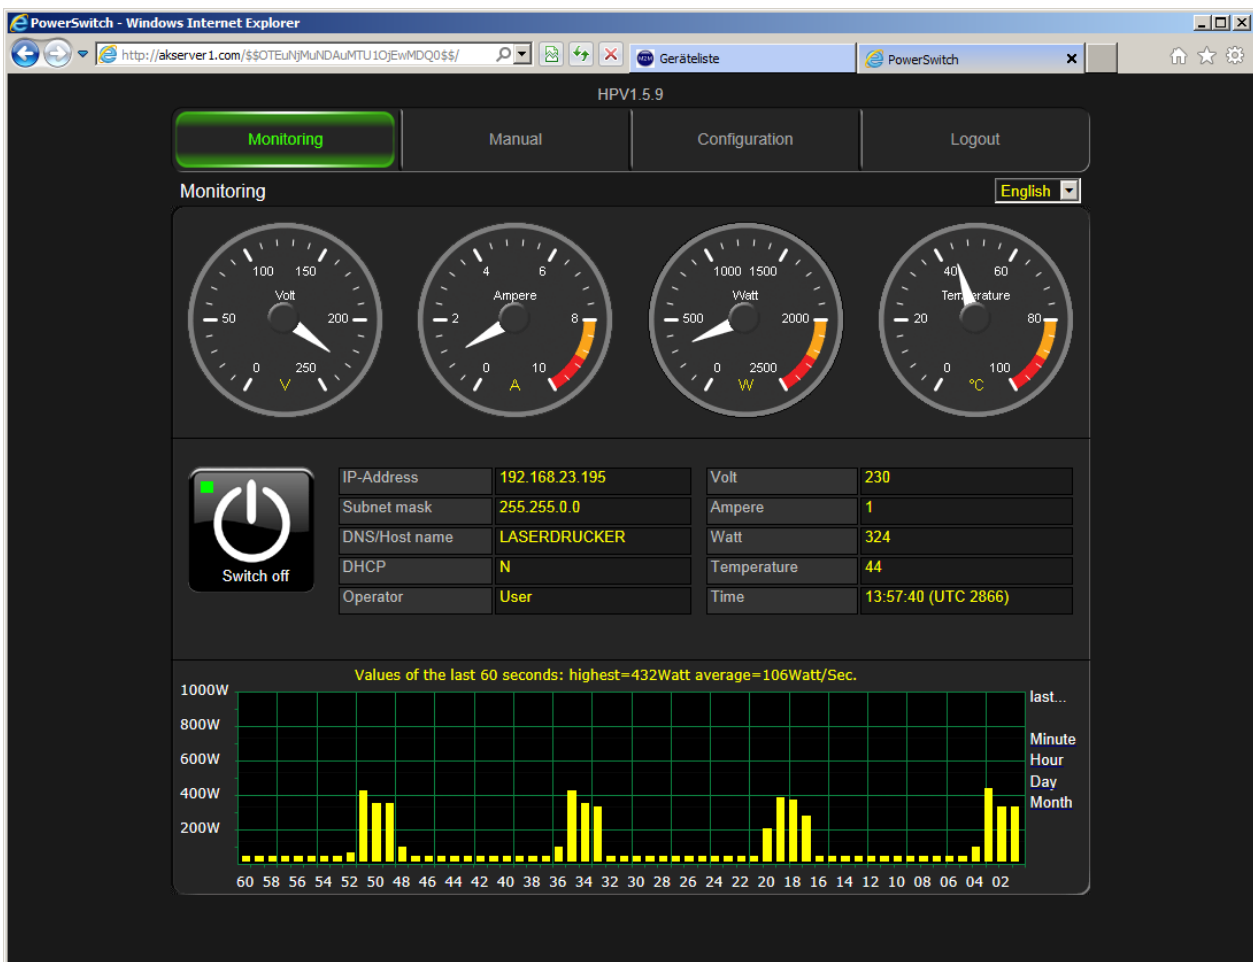 PowerSwitch - Windows Internet Explorer
http://akserver1.com/$$OTEuNjMuNDAuMTU1OjEwMDQ0$$/
Geräteliste
PowerSwitch
HPV1.5.9
Monitoring Manual Configuration Logout
Monitoring
English
100 150
Volt
50 200
0 250
V
4 6
Ampere
2 8
0 10
A
1000 1500
Watt
500 2000
0 2500
W
40 60
Temperature
20 80
0 100
°C
Switch off
IP-Address 192.168.23.195 Volt 230
Subnet mask 255.255.0.0 Ampere 1
DNS/Host name LASERDRUCKER Watt 324
DHCP N Temperature 44
Operator User Time 13:57:40 (UTC 2866)
Values of the last 60 seconds: highest=432Watt average=106Watt/Sec.
1000W
800W
600W
400W
200W
last...
Minute
Hour
Day
Month
60 58 56 54 52 50 48 46 44 42 40 38 36 34 32 30 28 26 24 22 20 18 16 14 12 10 08 06 04 02